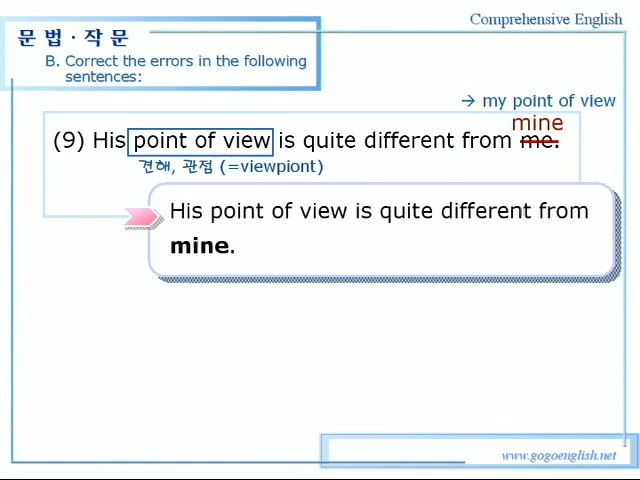 Comprehensive English
문 법 · 작 문
B. Correct the errors in the following
sentences:
→ my point of view
mine
(9) His point of view is quite different from me.
견해, 관점 (=viewpiont)
His point of view is quite different from
mine.
www.gogoenglish.net